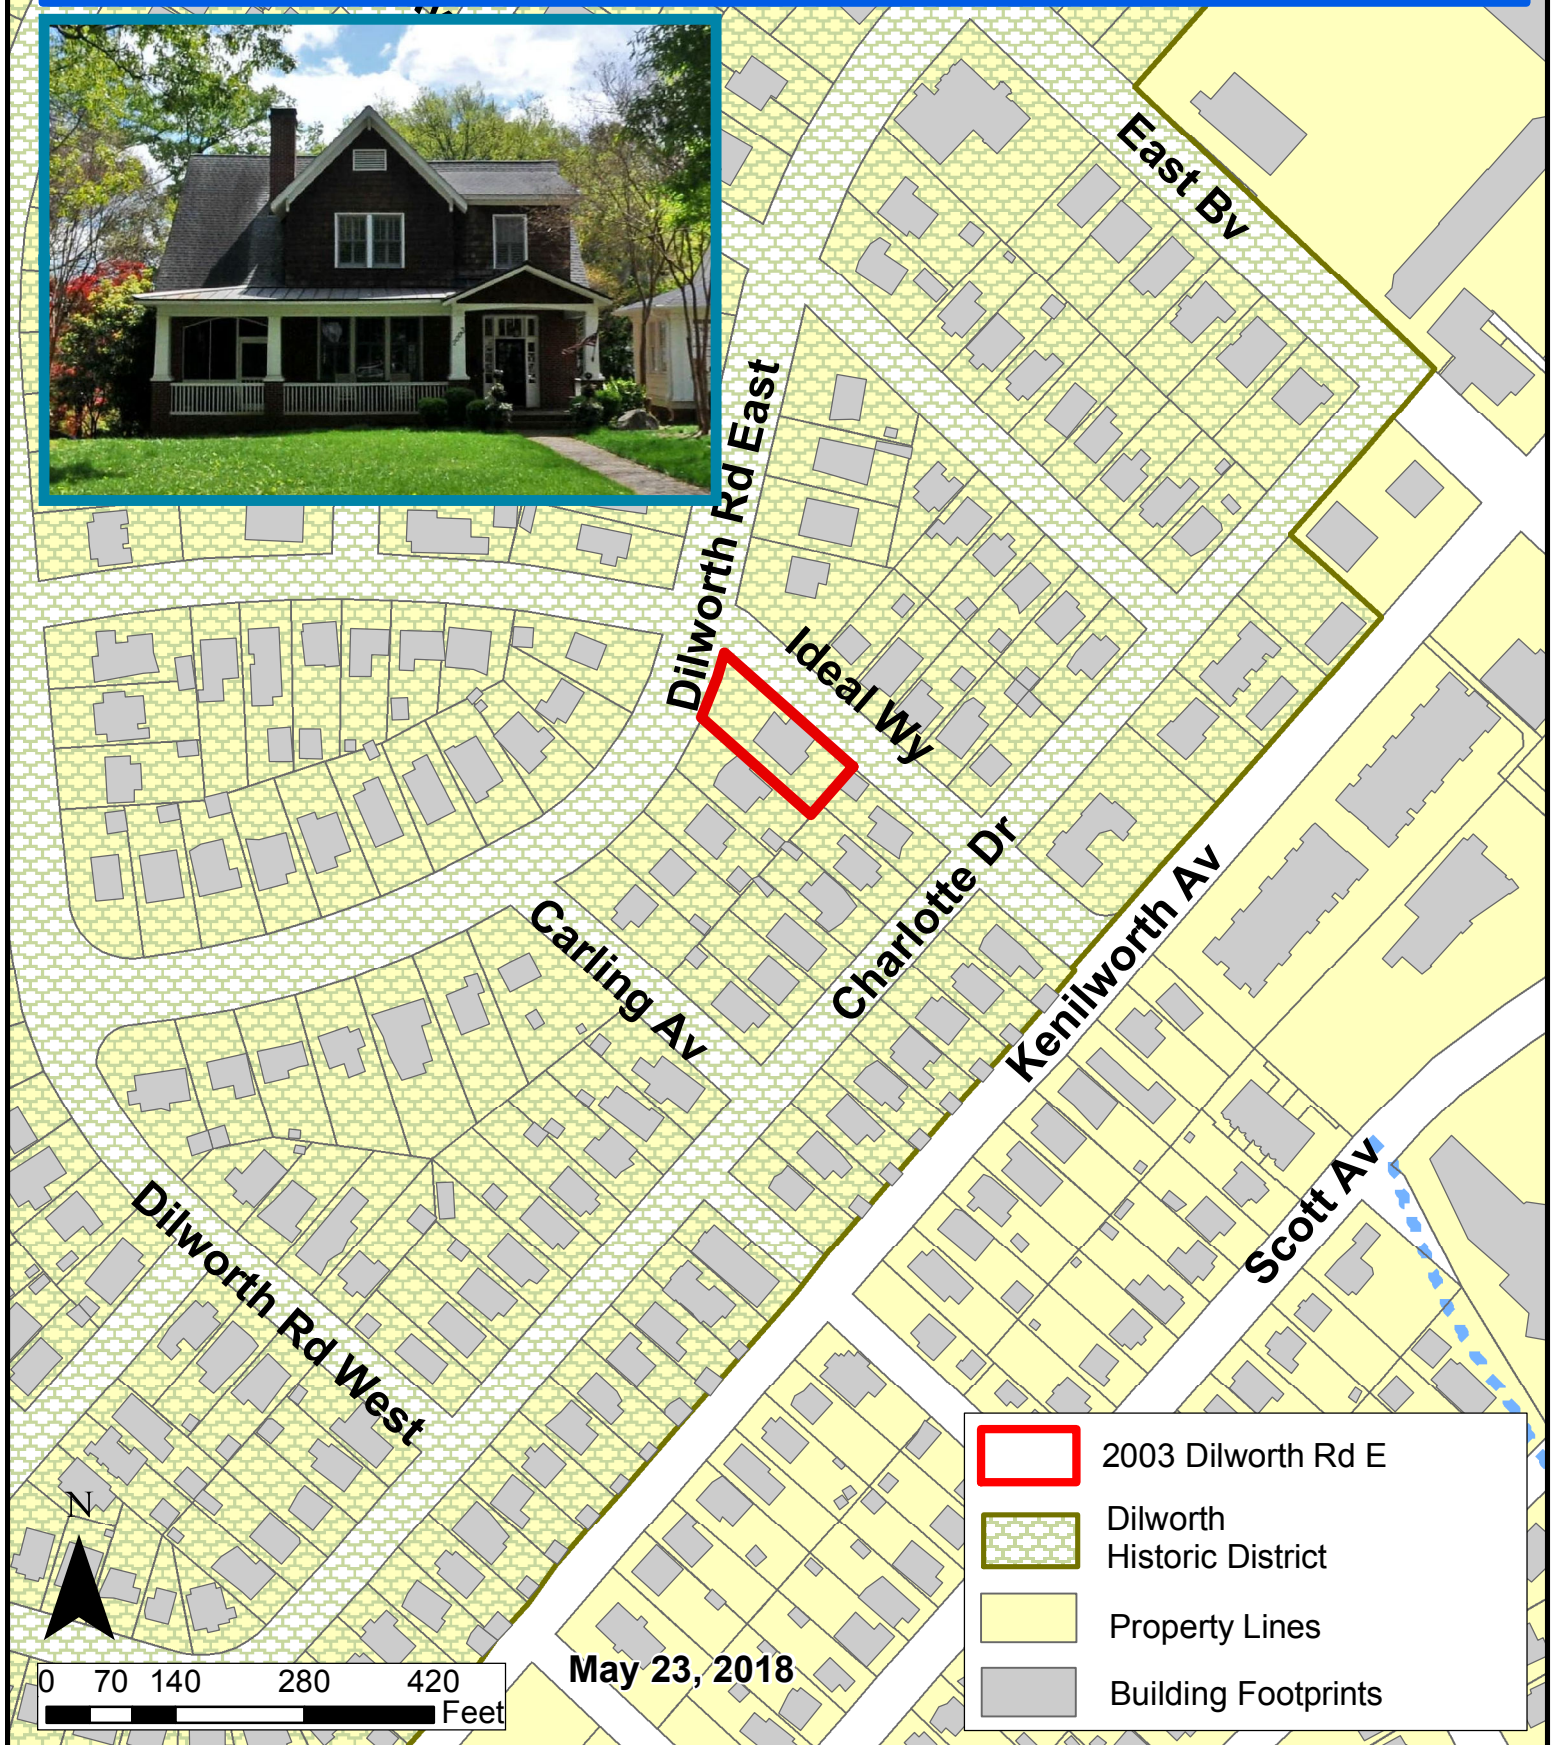 East Bv
Dilworth Rd East
Ideal Wy
Charlotte Dr
Kenilworth Av
Carling Av
Scott Av
Dilworth Rd West
N
0 70 140 280 420
Feet
May 23, 2018
2003 Dilworth Rd E
Dilworth
Historic District
Property Lines
Building Footprints